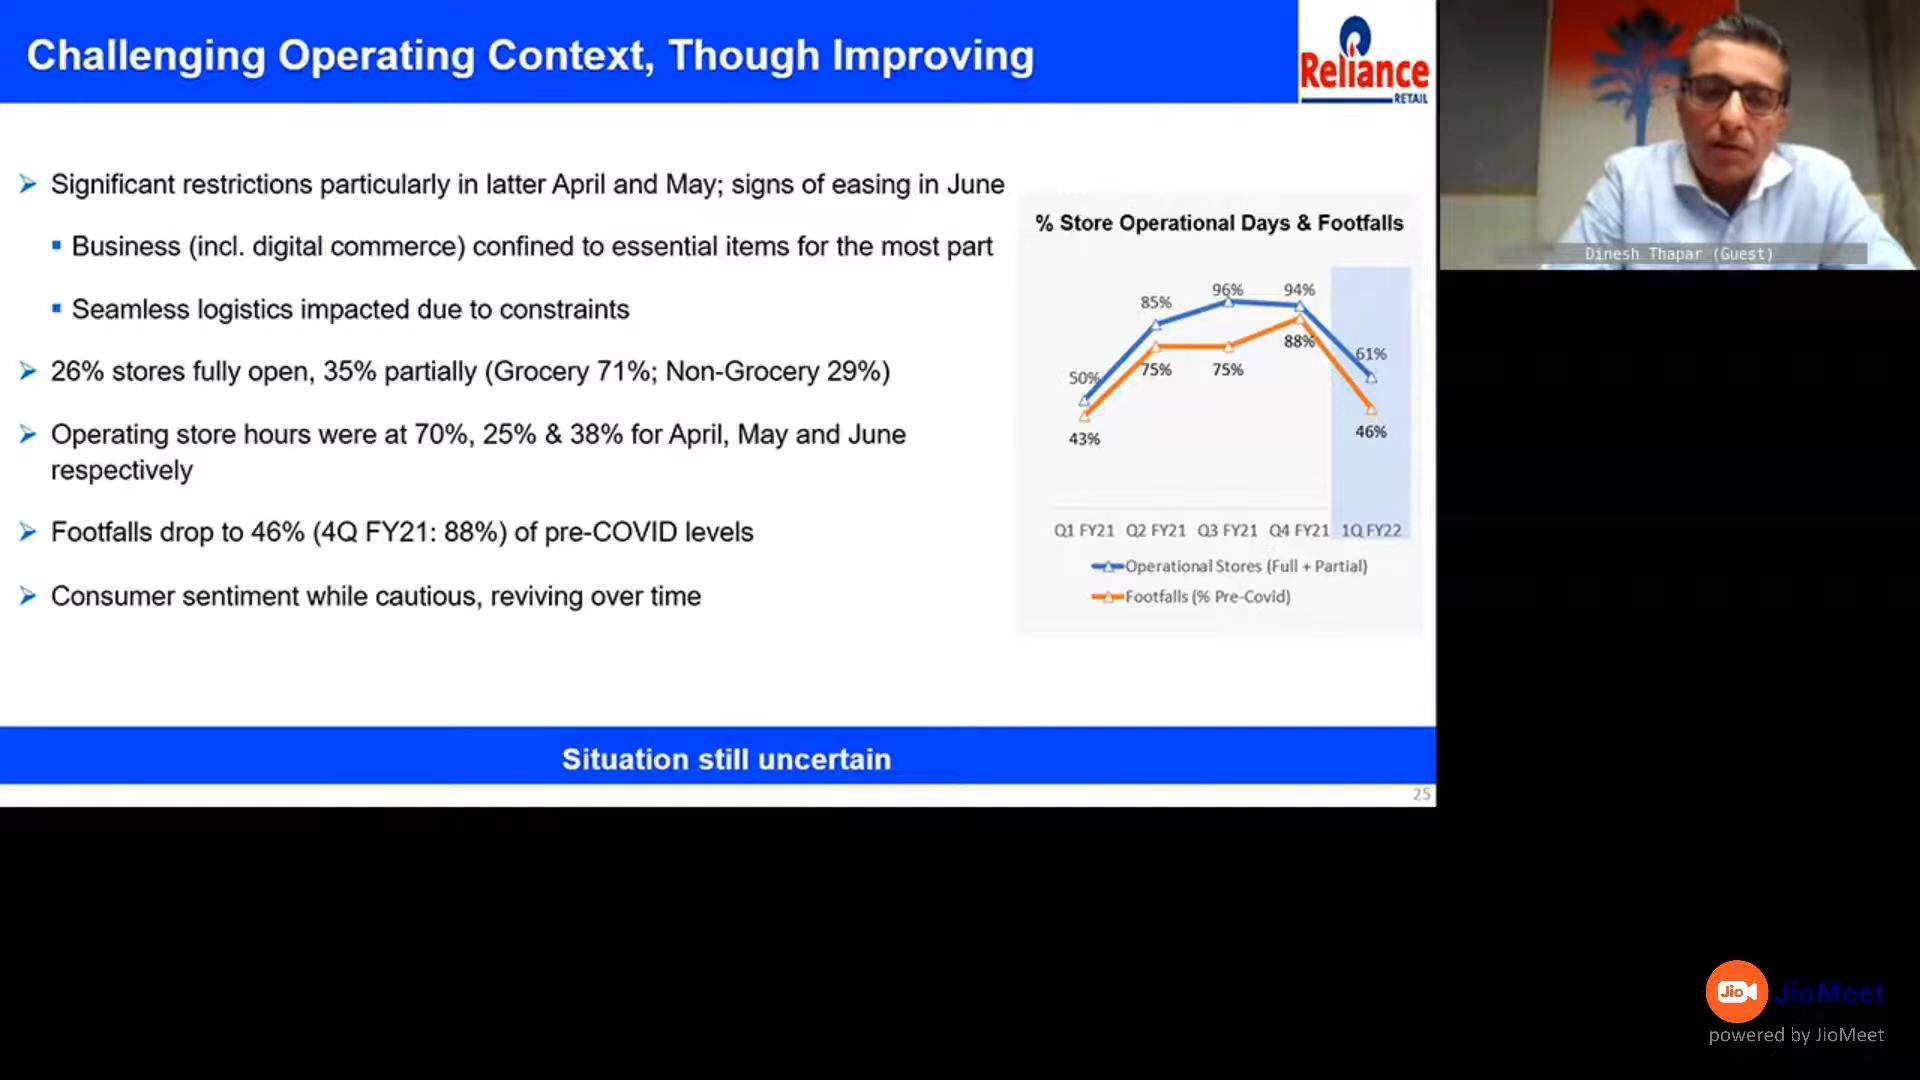 Challenging Operating Context, Though Improving
Reliance
RETAIL
Significant restrictions particularly in latter April and May; signs of easing in June
Business (incl. digital commerce) confined to essential items for the most part
Seamless logistics impacted due to constraints
26% stores fully open, 35% partially (Grocery 71%; Non-Grocery 29%)
Operating store hours were at 70%, 25% & 38% for April, May and June
respectively
Footfalls drop to 46% (4Q FY21: 88%) of pre-COVID levels
Consumer sentiment while cautious, reviving over time
% Store Operational Days & Footfalls
50% 85% 96% 94% 61%
43% 75% 75% 88% 46%
Q1 FY21 Q2 FY21 Q3 FY21 Q4 FY21 1Q FY22
Operational Stores (Full + Partial)
Footfalls (% Pre-Covid)
Situation still uncertain
25
Dinesh Thapar (Guest)
Jio
JioMeet
powered by JioMeet